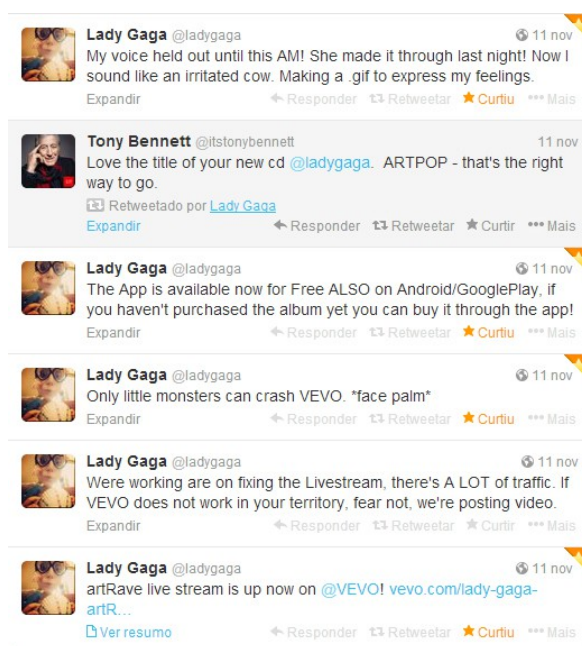 Lady Gaga @ladygaga 11 nov
My voice held out until this AM! She made it through last night! Now I
sound like an irritated cow. Making a .gif to express my feelings.
Expandir Responder Retweetar Curtiu Mais
Tony Bennett @itstonybennett 11 nov
Love the title of your new cd @ladygaga. ARTPOP - that's the right
way to go.
Retweetado por Lady Gaga
Expandir Responder Retweetar Curtir Mais
Lady Gaga @ladygaga 11 nov
The App is available now for Free ALSO on Android/GooglePlay, if
you haven't purchased the album yet you can buy it through the app!
Expandir Responder Retweetar Curtiu Mais
Lady Gaga @ladygaga 11 nov
Only little monsters can crash VEVO. *face palm*
Expandir Responder Retweetar Curtiu Mais
Lady Gaga @ladygaga 11 nov
Were working are on fixing the Livestream, there's A LOT of traffic. If
VEVO does not work in your territory, fear not, we're posting video.
Expandir Responder Retweetar Curtir Mais
Lady Gaga @ladygaga 11 nov
artRave live stream is up now on @VEVO! vevo.com/lady-gaga-
artR...
Ver resumo Responder Retweetar Curtiu Mais